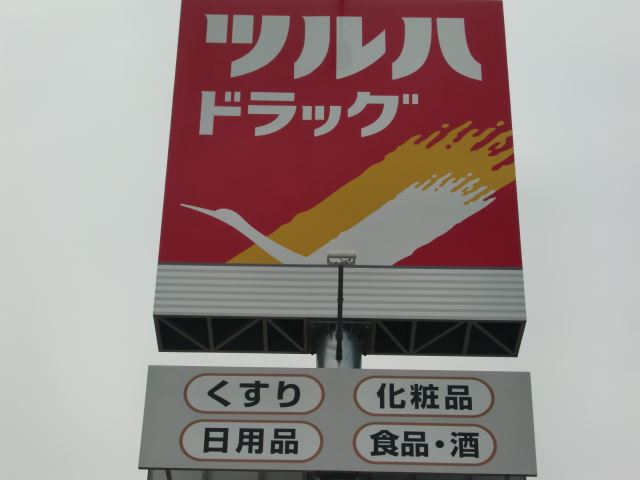 ツルハ
ドラッグ
くすり 化粧品
日用品 食品・酒